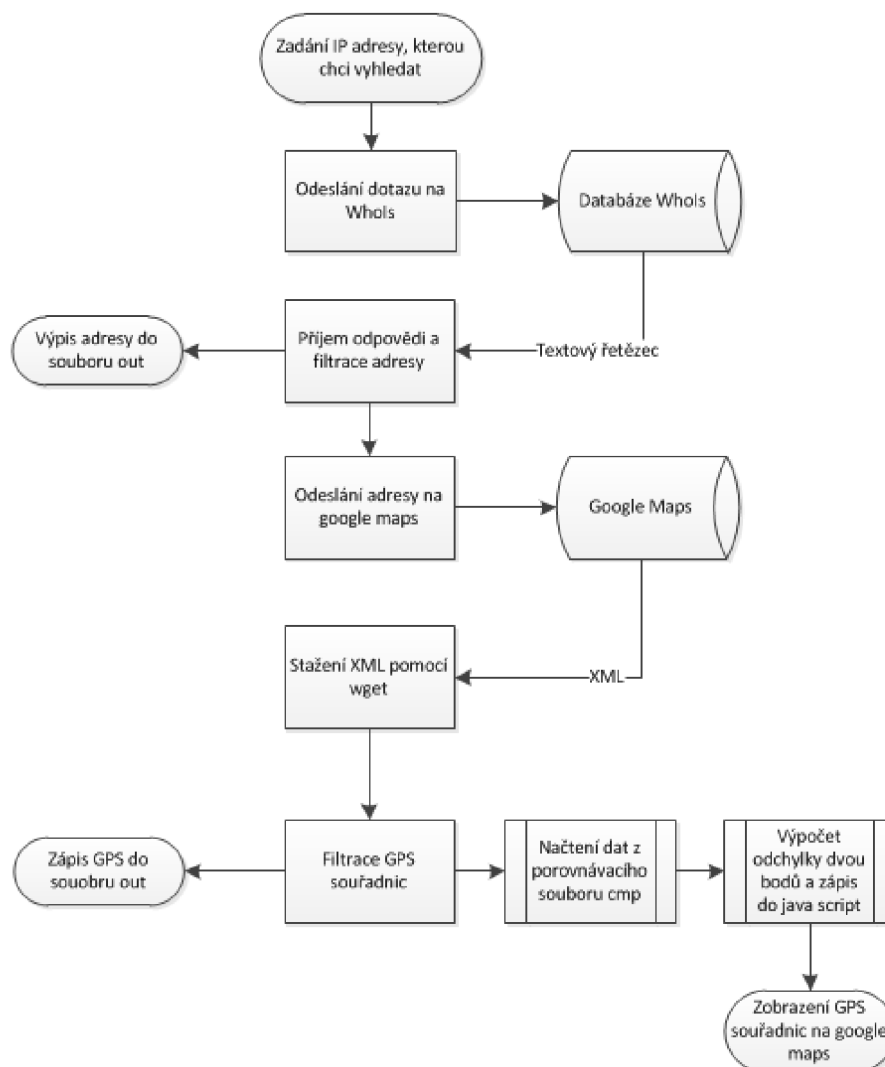 Zadání IP adresy, kterou
chci vyhledat
Odeslání dotazu na
WhoIs
Databáze WhoIs
Výpis adresy do
souboru out
Příjem odpovědi a
filtrace adresy
Textový řetězec
Odeslání adresy na
google maps
Google Maps
Stažení XML pomocí
wget
XML
Zápis GPS do
souobru out
Filtrace GPS
souřadnic
Načtení dat z
porovnávacího
souboru cmp
Výpočet
odchylky dvou
bodů a zápis
do java script
Zobrazení GPS
souřadnic na google
maps